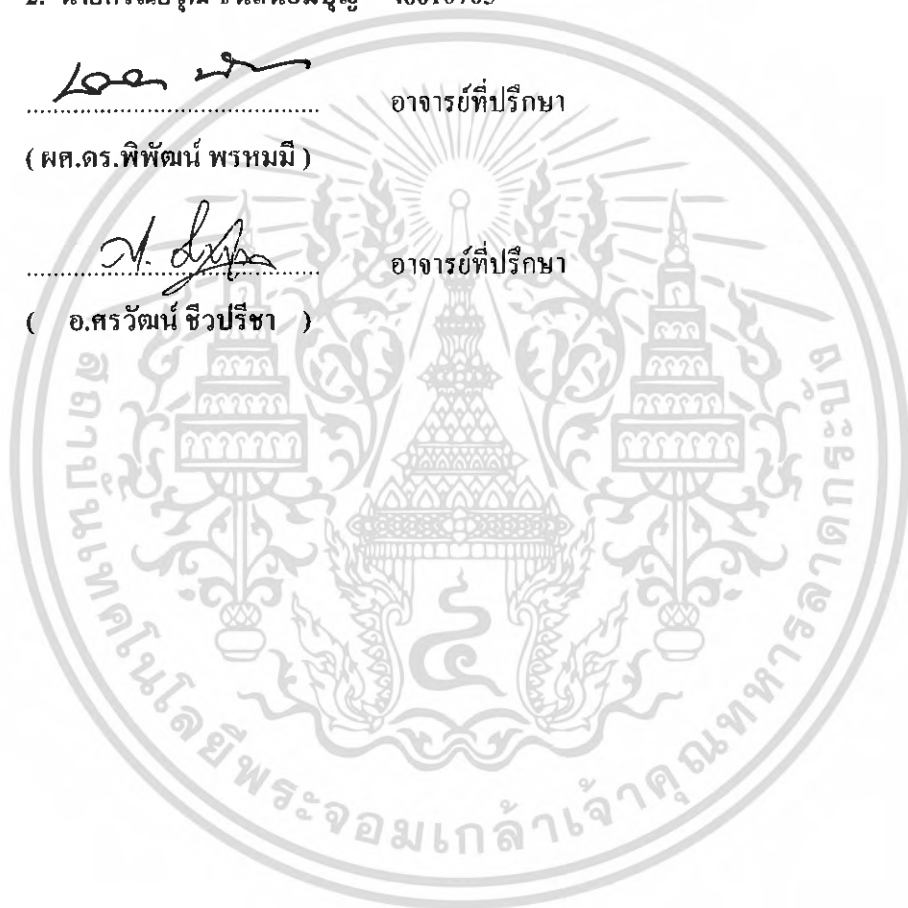 อาจารย์ที่ปรึกษา
( ผศ.ดร.พิพัฒน์ พรหมมี )
อาจารย์ที่ปรึกษา
( อ.ศรวัฒน์ ชีวปรีชา )
สถาบันเทคโนโลยีพระจอมเกล้าเจ้าคุณทหารลาดกระบัง